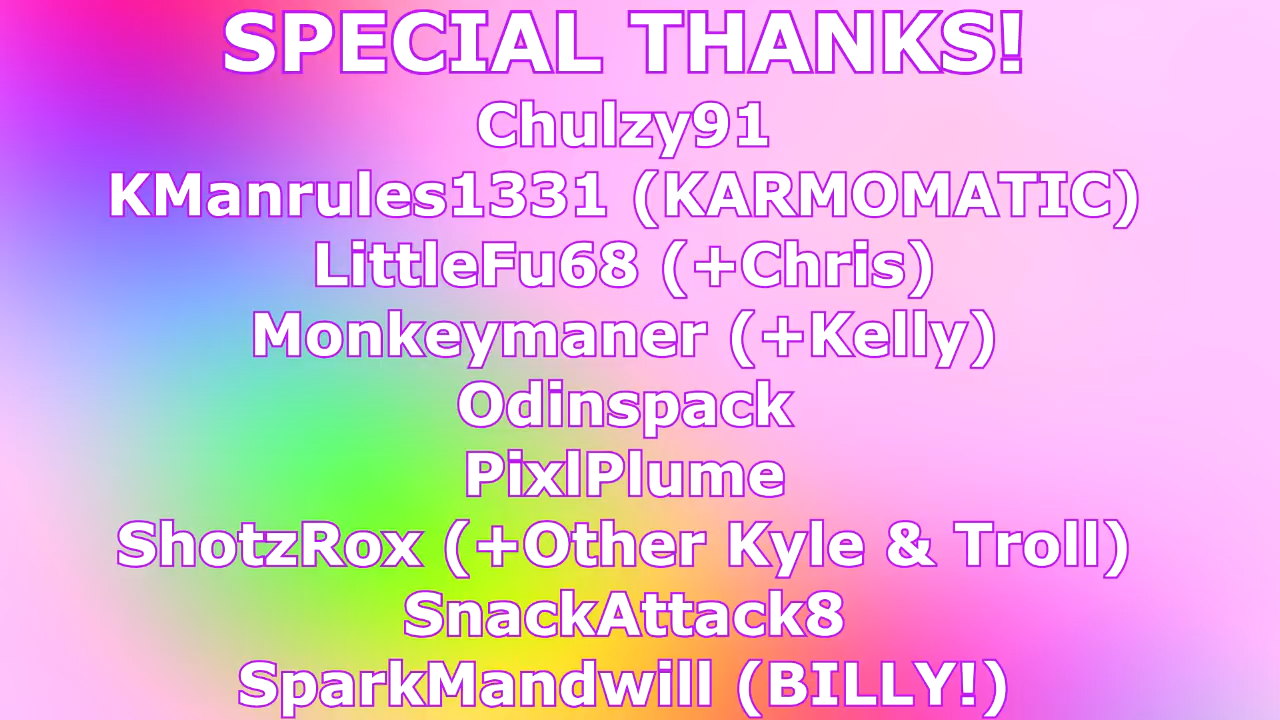 SPECIAL THANKS!
Chulzy91
KManrules1331 (KARMOMATIC)
LittleFu68 (+Chris)
Monkeymaner (+Kelly)
Odinspack
PixlPlume
ShotzRox (+Other Kyle & Troll)
SnackAttack8
SparkMandwill (BILLY!)